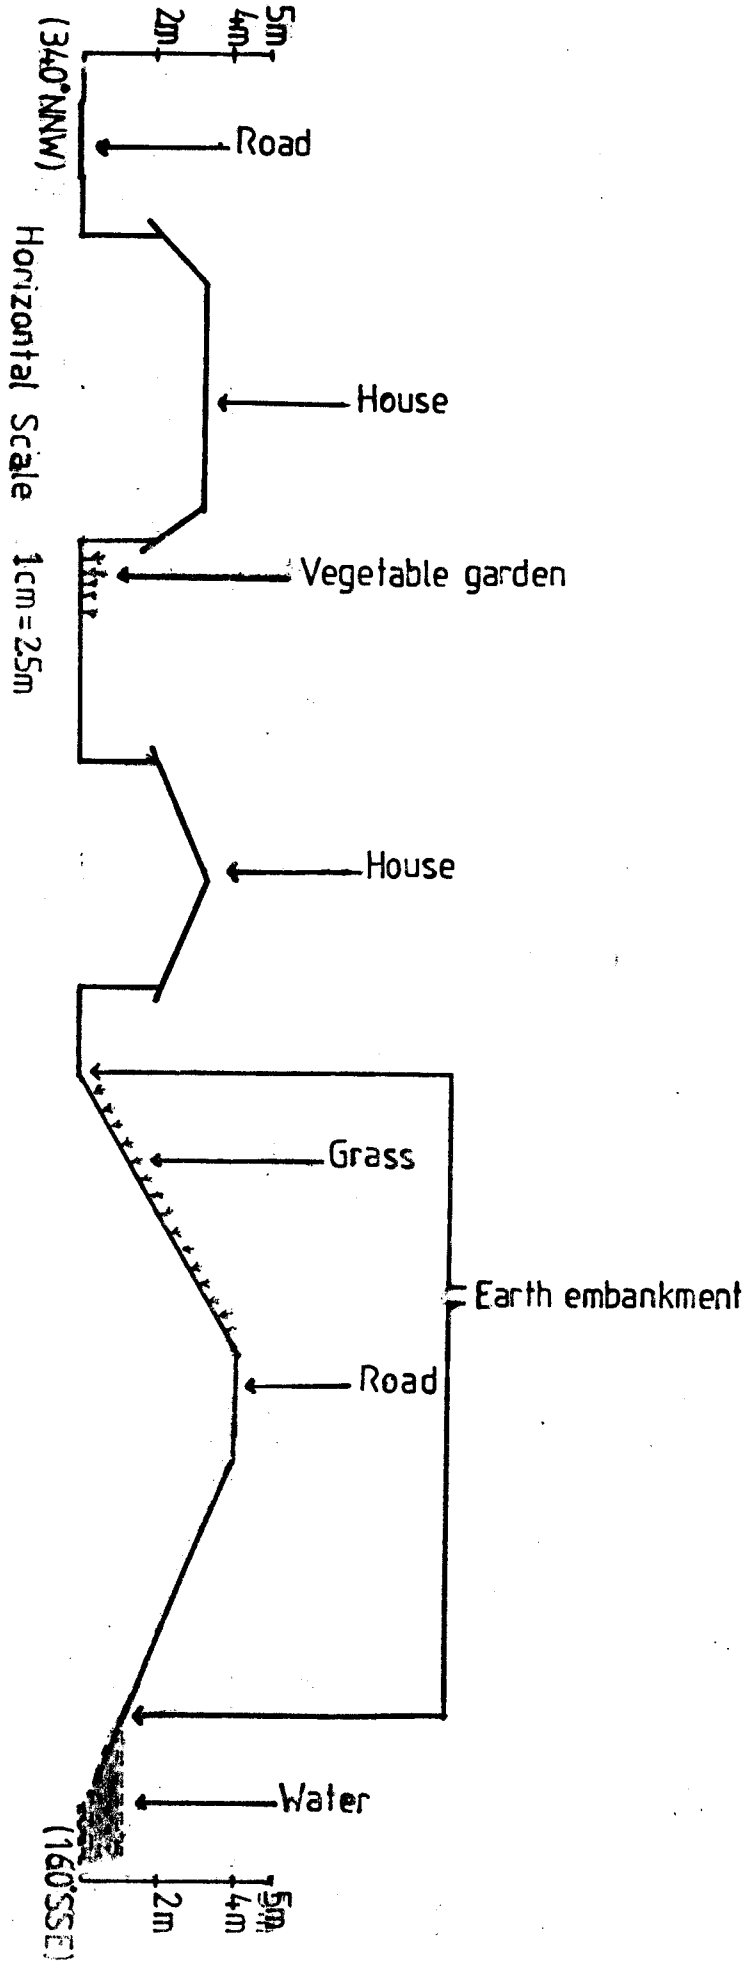 5m
4m
2m
(340°NNW)
Road
Horizontal Scale 1cm = 2.5m
House
Vegetable garden
House
Grass
Earth embankment
Road
Water
(160°SSE)
2m
4m
5m